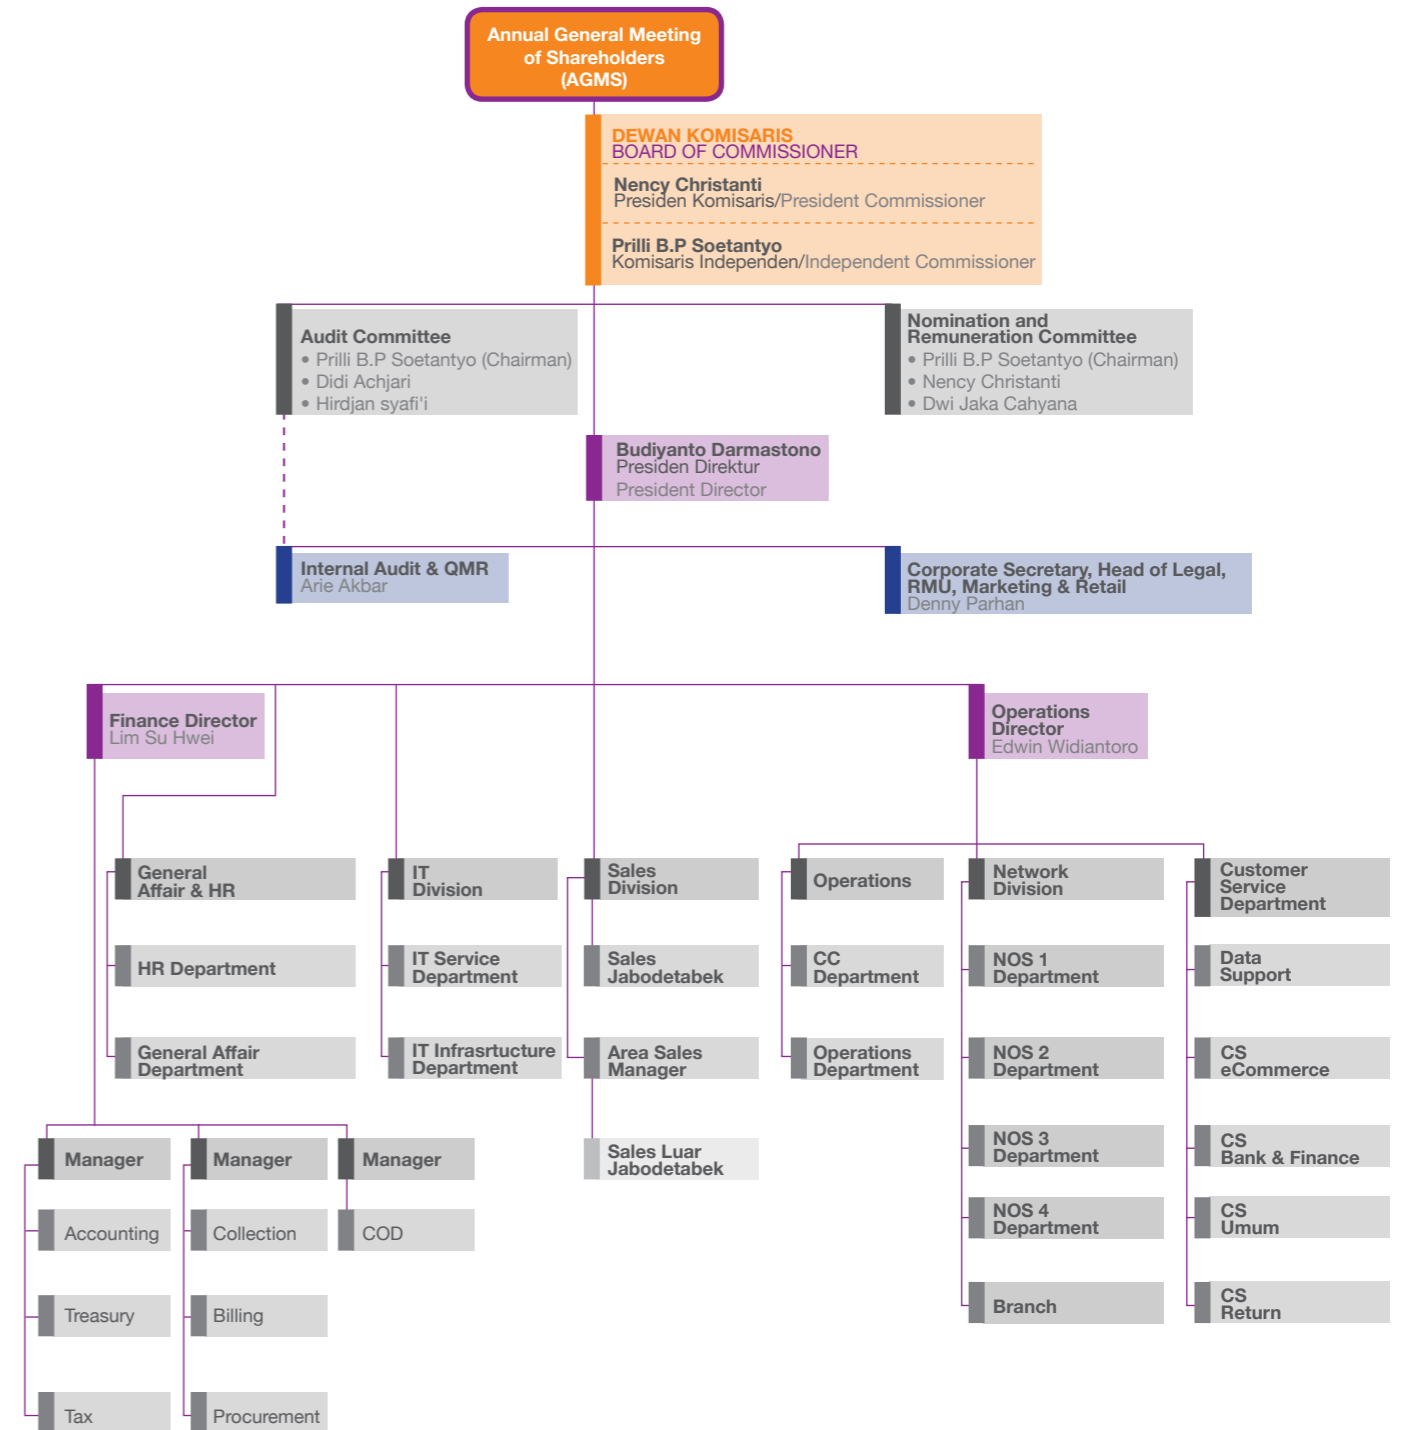 Annual General Meeting
of Shareholders
(AGMS)
DEWAN KOMISARIS
BOARD OF COMMISSIONER
Nency Christanti
Presiden Komisaris/President Commissioner
Prilli B.P Soetantyo
Komisaris Independen/Independent Commissioner
Audit Committee
• Prilli B.P Soetantyo (Chairman)
• Didi Achjari
• Hirdjan syafi'i
Nomination and
Remuneration Committee
• Prilli B.P Soetantyo (Chairman)
• Nency Christanti
• Dwi Jaka Cahyana
Budiyanto Darmastono
Presiden Direktur
President Director
Internal Audit & QMR
Arie Akbar
Corporate Secretary, Head of Legal,
RMU, Marketing & Retail
Denny Parhan
Finance Director
Lim Su Hwei
Operations
Director
Edwin Widiantoro
General
Affair & HR
HR Department
General Affair
Department
IT
Division
IT Service
Department
IT Infrasrtucture
Department
Sales
Division
Sales
Jabodetabek
Area Sales
Manager
Sales Luar
Jabodetabek
Operations
CC
Department
Operations
Department
Network
Division
NOS 1
Department
NOS 2
Department
NOS 3
Department
NOS 4
Department
Branch
Customer
Service
Department
Data
Support
CS
eCommerce
CS
Bank & Finance
CS
Umum
CS
Return
Manager
Accounting
Treasury
Tax
Manager
Collection
Billing
Procurement
Manager
COD